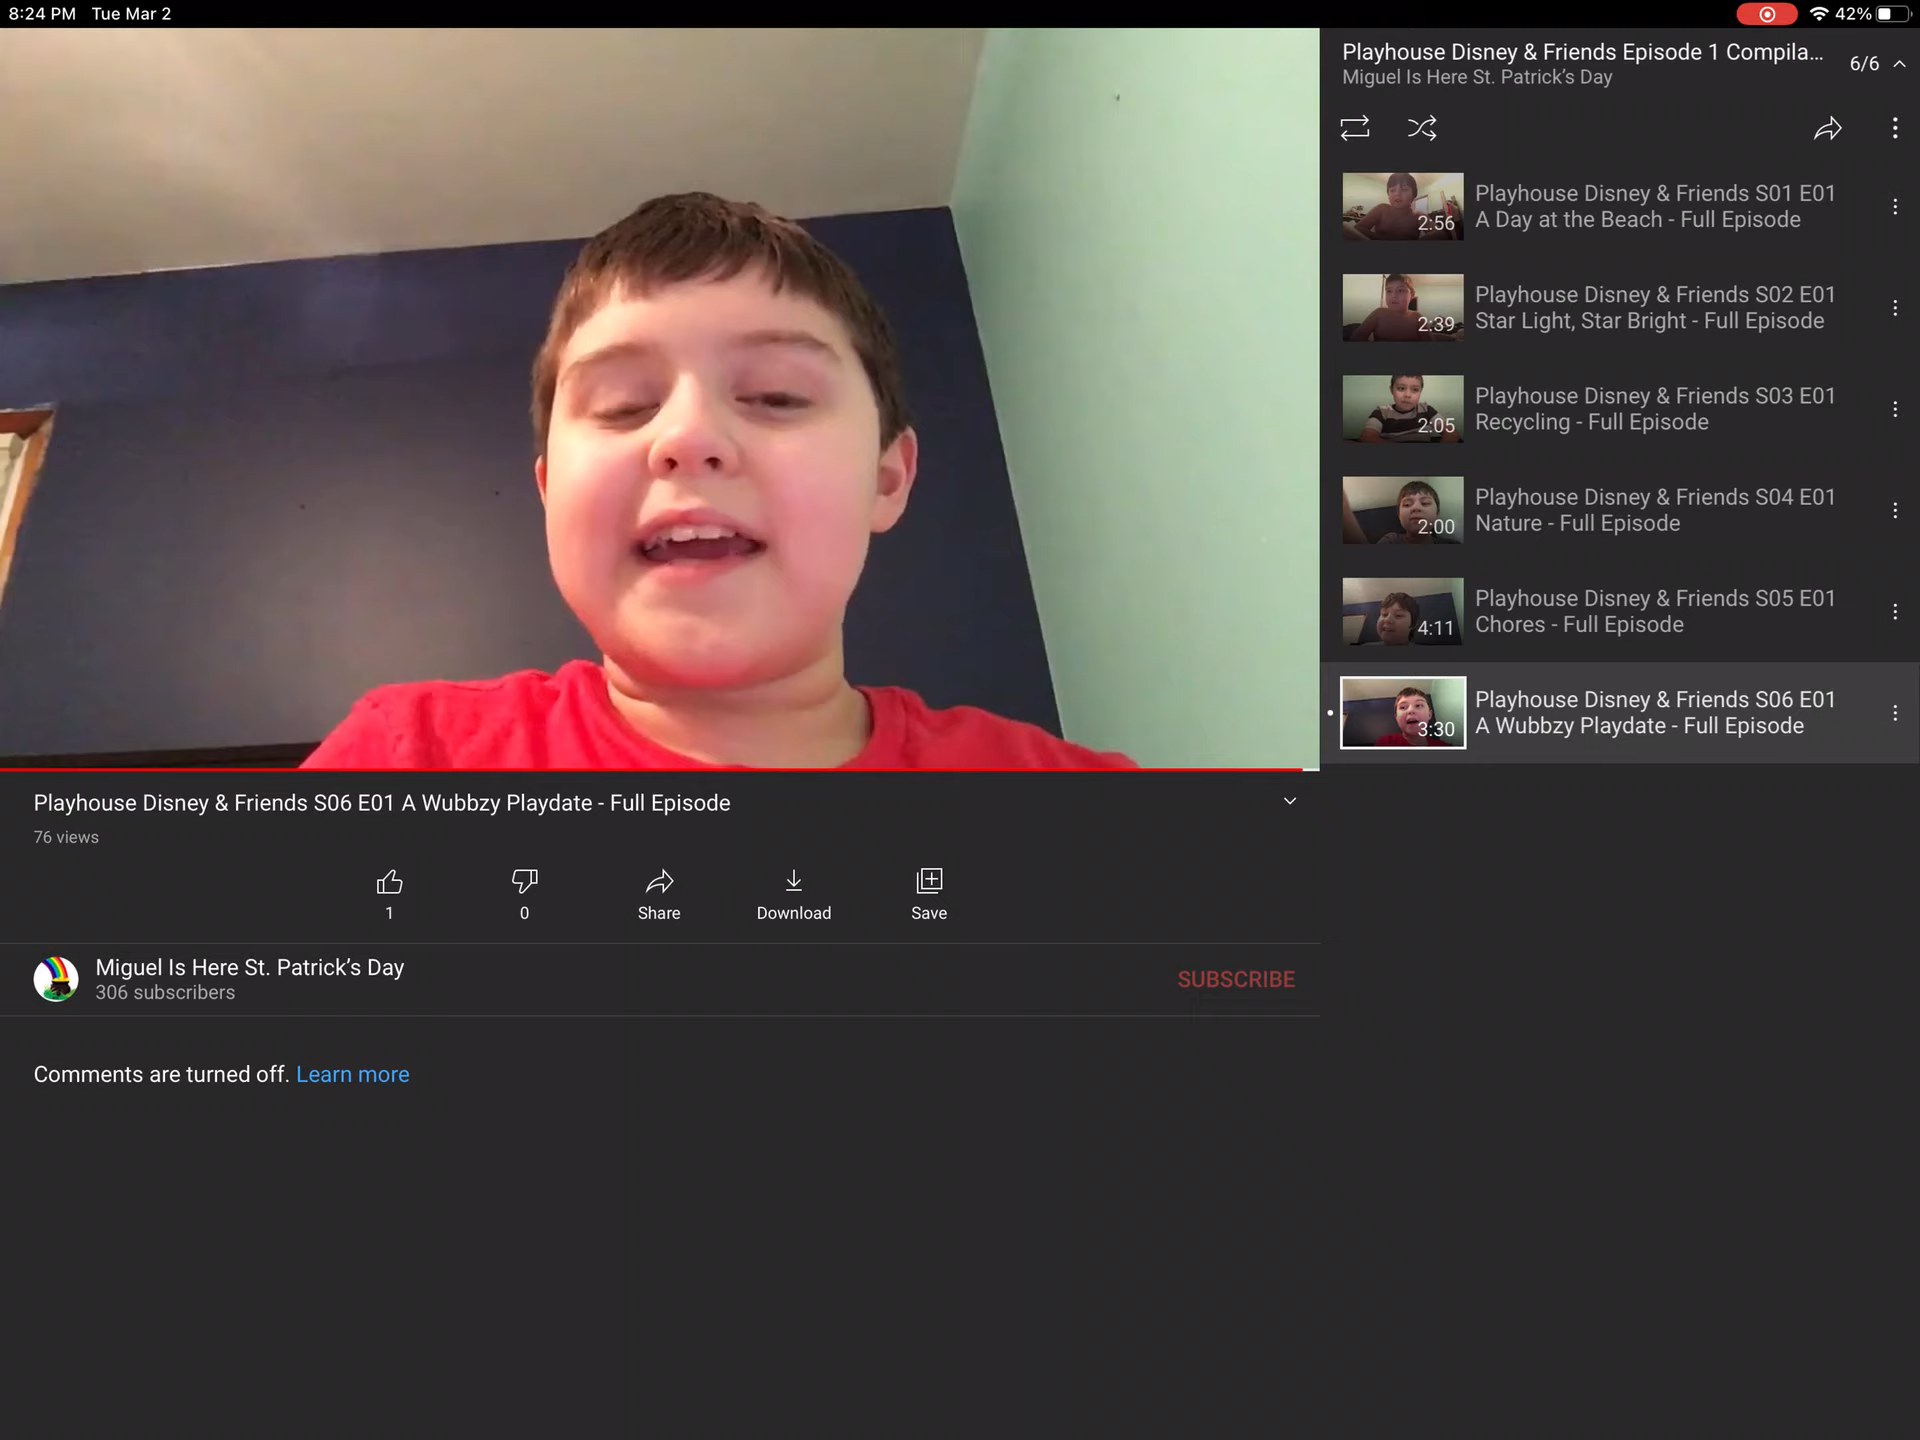 8:24 PM Tue Mar 2
42%
Playhouse Disney & Friends Episode 1 Compila...
6/6
Miguel Is Here St. Patrick's Day
2:56
Playhouse Disney & Friends S01 E01
A Day at the Beach - Full Episode
2:39
Playhouse Disney & Friends S02 E01
Star Light, Star Bright - Full Episode
2:05
Playhouse Disney & Friends S03 E01
Recycling - Full Episode
2:00
Playhouse Disney & Friends S04 E01
Nature - Full Episode
4:11
Playhouse Disney & Friends S05 E01
Chores - Full Episode
3:30
Playhouse Disney & Friends S06 E01
A Wubbzy Playdate - Full Episode
Playhouse Disney & Friends S06 E01 A Wubbzy Playdate - Full Episode
76 views
1 0 Share Download Save
Miguel Is Here St. Patrick's Day
306 subscribers
SUBSCRIBE
Comments are turned off. Learn more